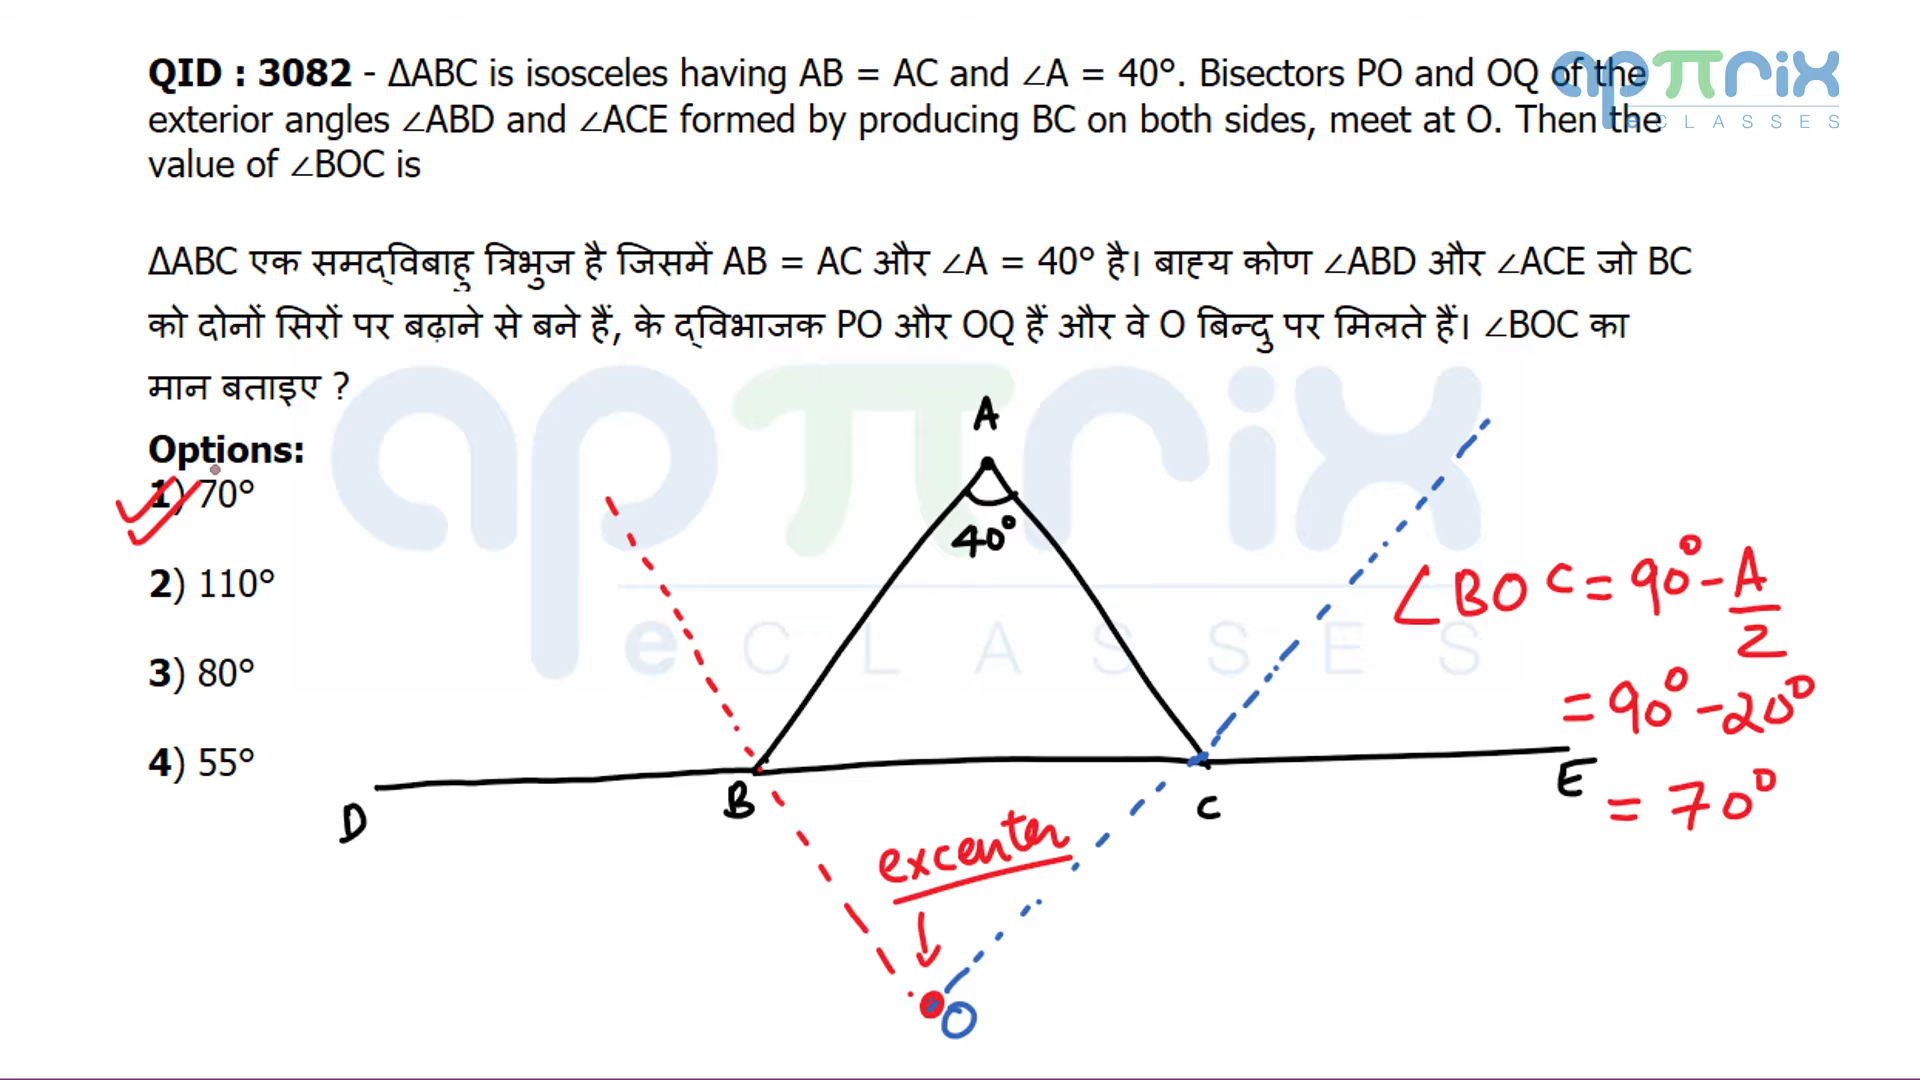 QID : 3082 - ΔABC is isosceles having AB = AC and ∠A = 40°. Bisectors PO and OQ of the
exterior angles ∠ABD and ∠ACE formed by producing BC on both sides, meet at O. Then the
value of ∠BOC is
apπrix
eCLASSES
ΔABC एक समद्विबाहु त्रिभुज है जिसमें AB = AC और ∠A = 40° है। बाह्य कोण ∠ABD और ∠ACE जो BC
को दोनों सिरों पर बढ़ाने से बने हैं, के द्विभाजक PO और OQ हैं और वे O बिन्दु पर मिलते हैं। ∠BOC का
मान बताइए ?
Options:
1) 70°
2) 110°
3) 80°
4) 55°
apπrix
eCLASSES
A
40°
D
B
C
E
excenter
O
∠BOC = 90° - A/2
= 90° - 20°
= 70°